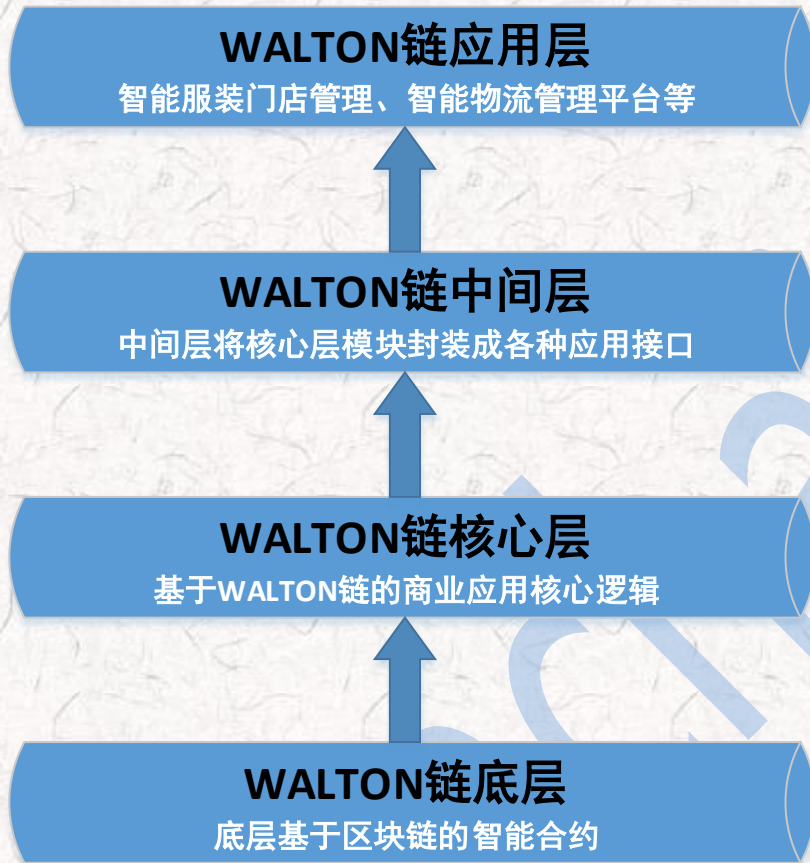 WALTON链应用层
智能服装门店管理、智能物流管理平台等
WALTON链中间层
中间层将核心层模块封装成各种应用接口
WALTON链核心层
基于WALTON链的商业应用核心逻辑
WALTON链底层
底层基于区块链的智能合约